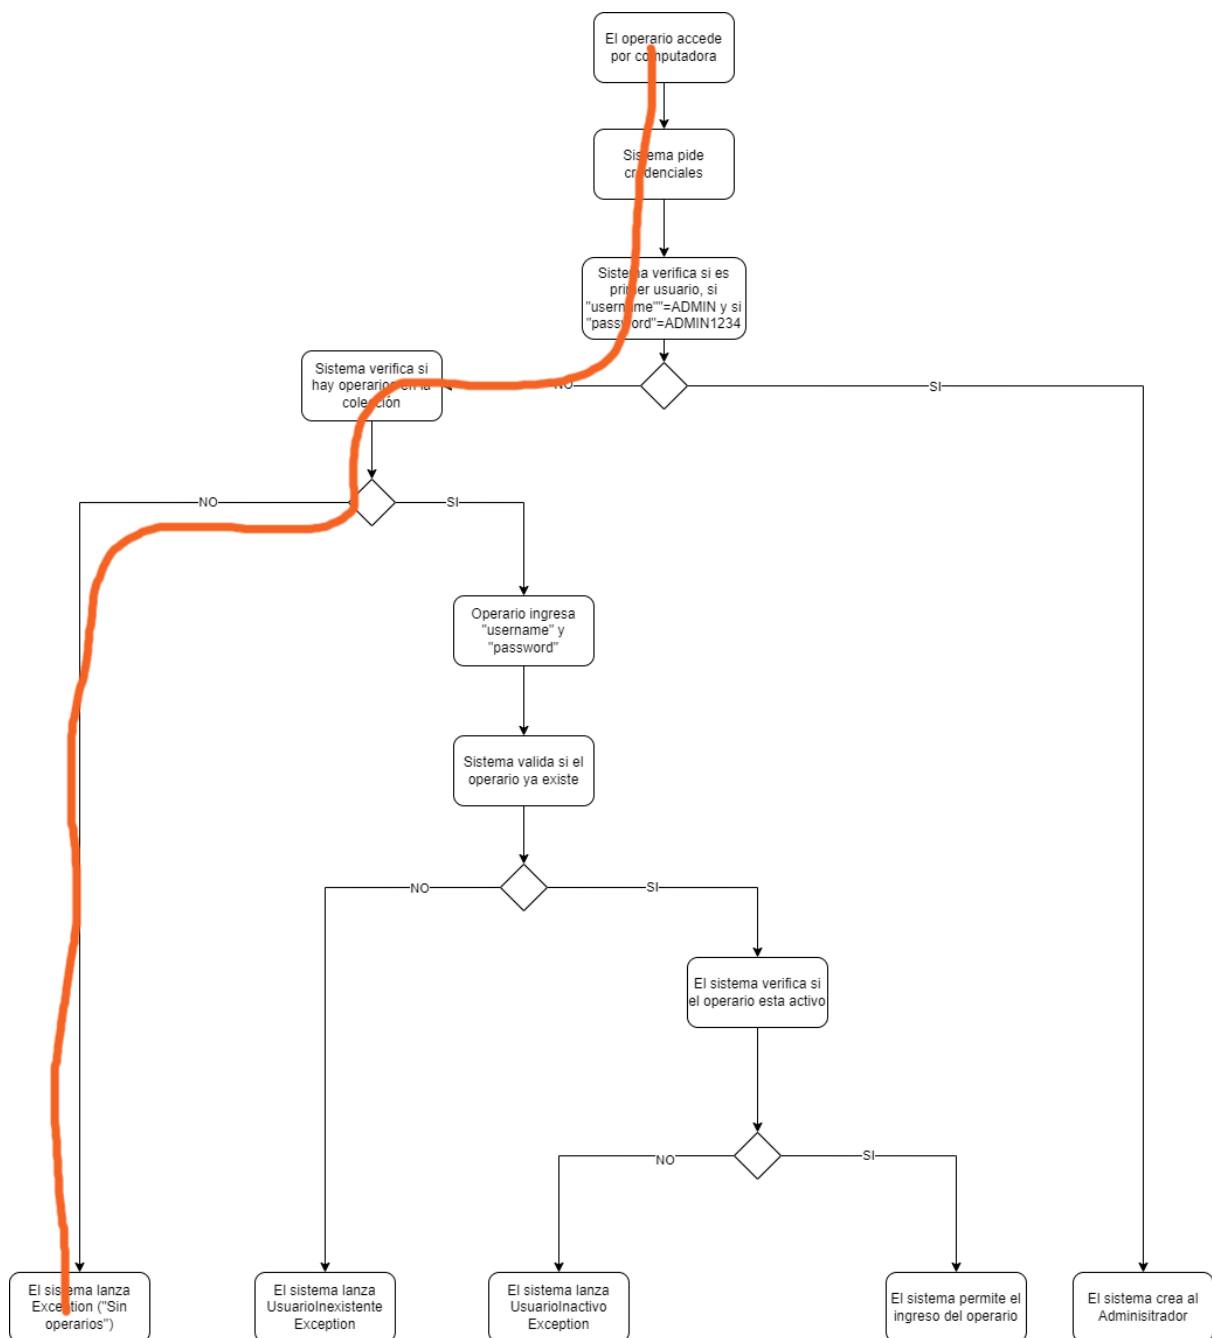 El operario accede
por computadora
Sistema pide
credenciales
Sistema verifica si es
primer usuario, si
"username""=ADMIN y si
"password"=ADMIN1234
NO
SI
Sistema verifica si
hay operarios en la
colección
NO
SI
Operario ingresa
"username" y
"password"
Sistema valida si el
operario ya existe
NO
SI
El sistema verifica si
el operario esta activo
NO
SI
El sistema lanza
Exception ("Sin
operarios")
El sistema lanza
UsuarioInexistente
Exception
El sistema lanza
UsuarioInactivo
Exception
El sistema permite el
ingreso del operario
El sistema crea al
Adminisitrador